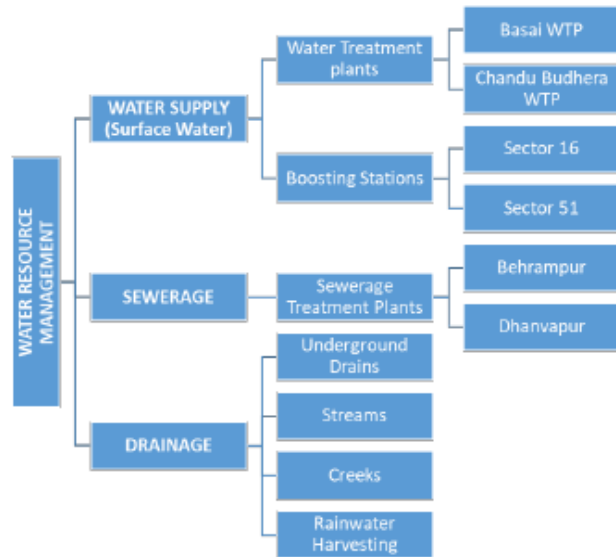 WATER RESOURCE
MANAGEMENT
WATER SUPPLY
(Surface Water)
Water Treatment
plants
Basai WTP
Chandu Budhera
WTP
Boosting Stations
Sector 16
Sector 51
SEWERAGE
Sewerage
Treatment Plants
Behrampur
Dhanvapur
DRAINAGE
Underground
Drains
Streams
Creeks
Rainwater
Harvesting